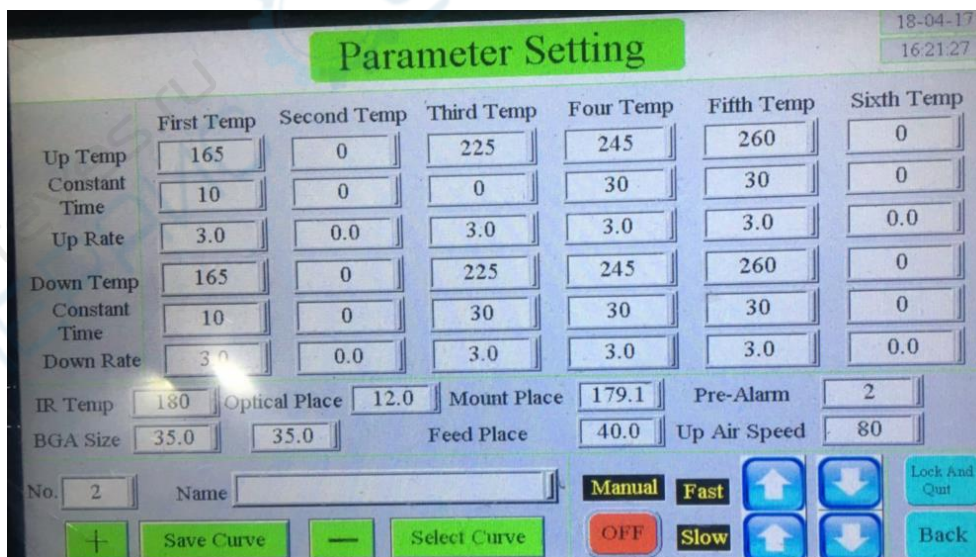 18-04-17
Parameter Setting
16:21:27
First Temp Second Temp Third Temp Four Temp Fifth Temp Sixth Temp
Up Temp 165 0 225 245 260 0
Constant Time 10 0 0 30 30 0
Up Rate 3.0 0.0 3.0 3.0 3.0 0.0
Down Temp 165 0 225 245 260 0
Constant Time 10 0 30 30 30 0
Down Rate 3.0 0.0 3.0 3.0 3.0 0.0
IR Temp 180 Optical Place 12.0 Mount Place 179.1 Pre-Alarm 2
BGA Size 35.0 35.0 Feed Place 40.0 Up Air Speed 80
No. 2 Name Manual Fast Lock And Quit
+ Save Curve − Select Curve OFF Slow Back